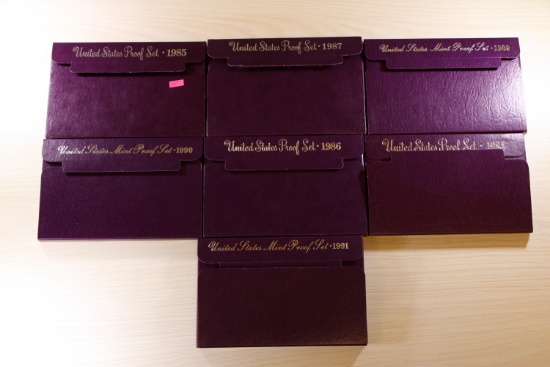 United States Proof Set · 1985
United States Proof Set · 1987
United States Mint Proof Set · 1989
United States Mint Proof Set · 1990
United States Proof Set · 1986
United States Proof Set ·
United States Mint Proof Set · 1991